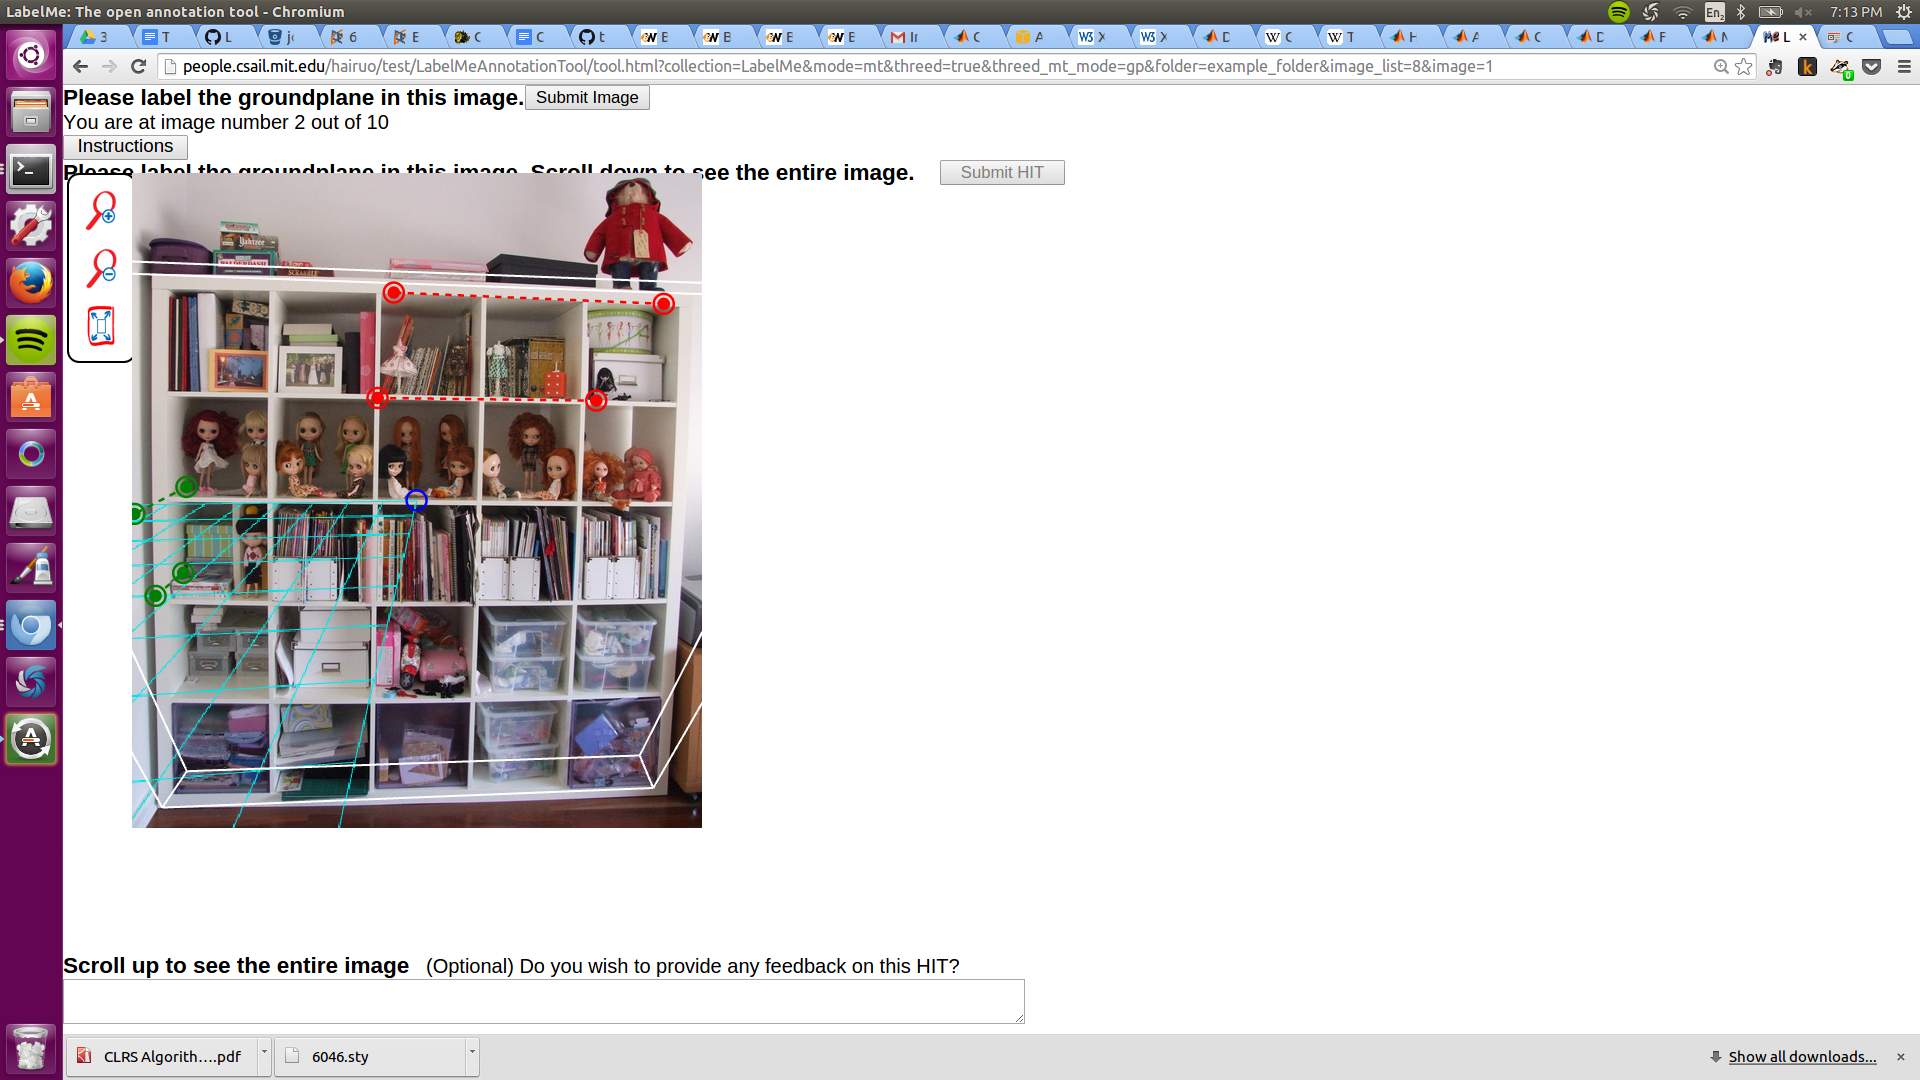 LabelMe: The open annotation tool - Chromium
En₂
7:13 PM
3 T L j 6 E C C t E B E E In C A X X D C T H A C D F N L × C
people.csail.mit.edu/hairuo/test/LabelMeAnnotationTool/tool.html?collection=LabelMe&mode=mt&threed=true&threed_mt_mode=gp&folder=example_folder&image_list=8&image=1
Please label the groundplane in this image. Submit Image
You are at image number 2 out of 10
Instructions
Please label the groundplane in this image. Scroll down to see the entire image. Submit HIT
Yahtzee
BALDERDASH
SCRABBLE
Scroll up to see the entire image (Optional) Do you wish to provide any feedback on this HIT?
CLRS Algorith....pdf 6046.sty Show all downloads... ×